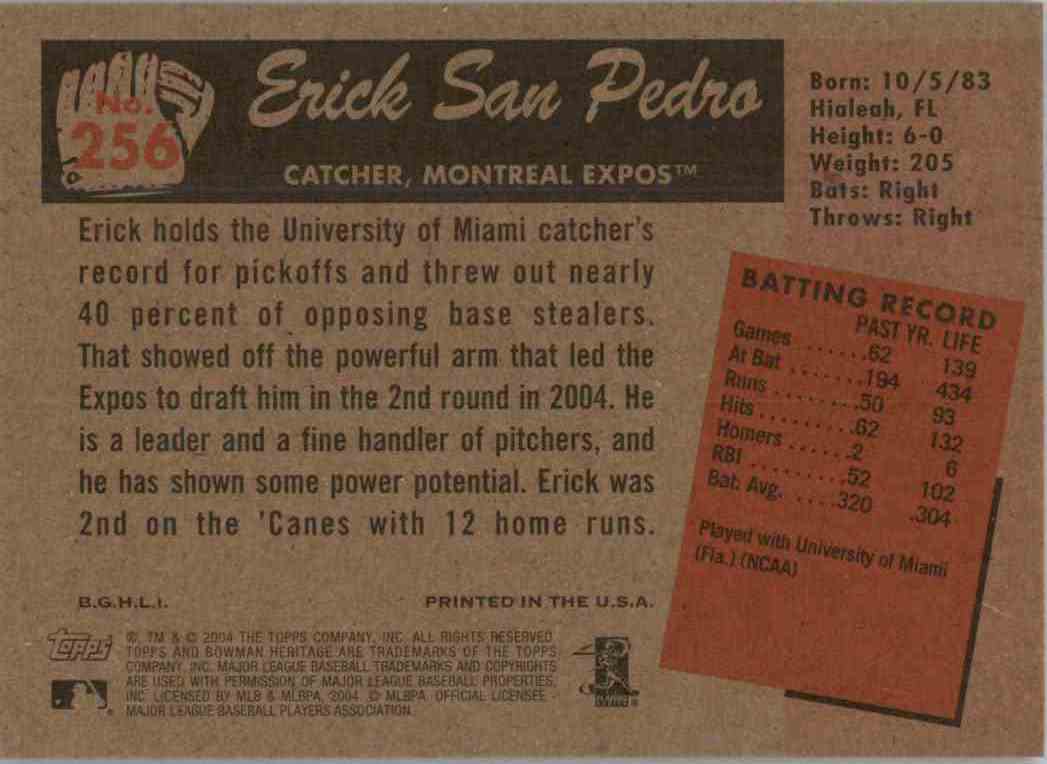 No.
256
Erick San Pedro
CATCHER, MONTREAL EXPOS™
Born: 10/5/83
Hialeah, FL
Height: 6-0
Weight: 205
Bats: Right
Throws: Right
Erick holds the University of Miami catcher's
record for pickoffs and threw out nearly
40 percent of opposing base stealers.
That showed off the powerful arm that led the
Expos to draft him in the 2nd round in 2004. He
is a leader and a fine handler of pitchers, and
he has shown some power potential. Erick was
2nd on the 'Canes with 12 home runs.
BATTING RECORD
PAST YR. LIFE
Games .......62 139
At Bat ........194 434
Runs .........50 93
Hits ..........62 132
Homers ......2 6
RBI ..........52 102
Bat. Avg. .....320 .304
Played with University of Miami
(Fla.) (NCAA)
B.G.H.L.I.
PRINTED IN THE U.S.A.
topps
®, TM & © 2004 THE TOPPS COMPANY, INC. ALL RIGHTS RESERVED.
TOPPS AND BOWMAN HERITAGE ARE TRADEMARKS OF THE TOPPS
COMPANY, INC. MAJOR LEAGUE BASEBALL TRADEMARKS AND COPYRIGHTS
ARE USED WITH PERMISSION OF MAJOR LEAGUE BASEBALL PROPERTIES,
INC. LICENSED BY MLB & MLBPA, 2004. © MLBPA OFFICIAL LICENSEE -
MAJOR LEAGUE BASEBALL PLAYERS ASSOCIATION.